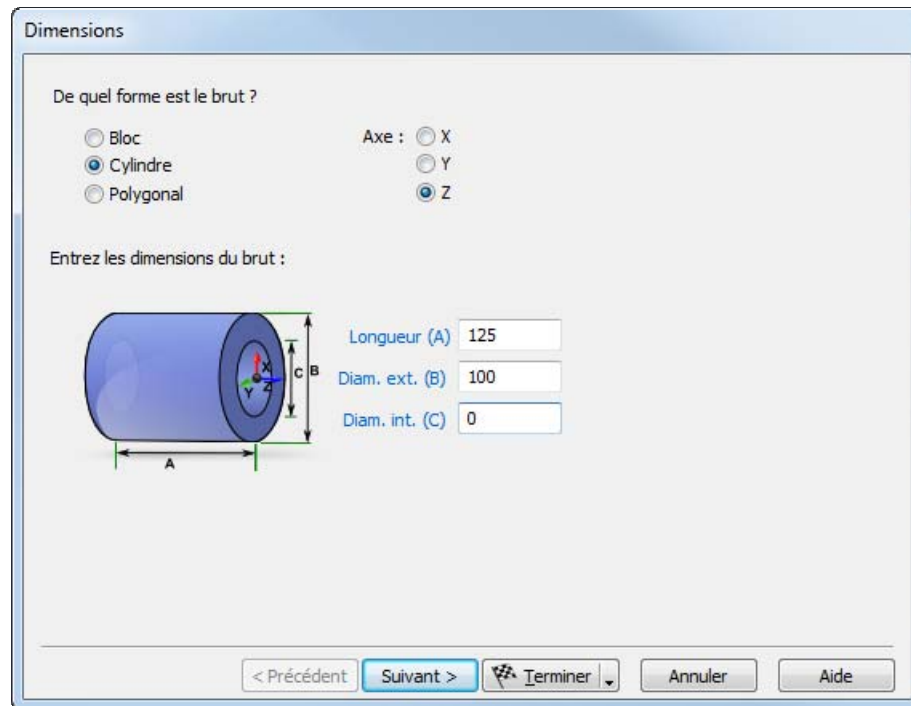 Dimensions
De quel forme est le brut ?
Bloc
Axe : X
Cylindre
Y
Polygonal
Z
Entrez les dimensions du brut :
Longueur (A) 125
Diam. ext. (B) 100
Diam. int. (C) 0
X
Y
Z
C
B
A
< Précédent
Suivant >
Terminer
Annuler
Aide